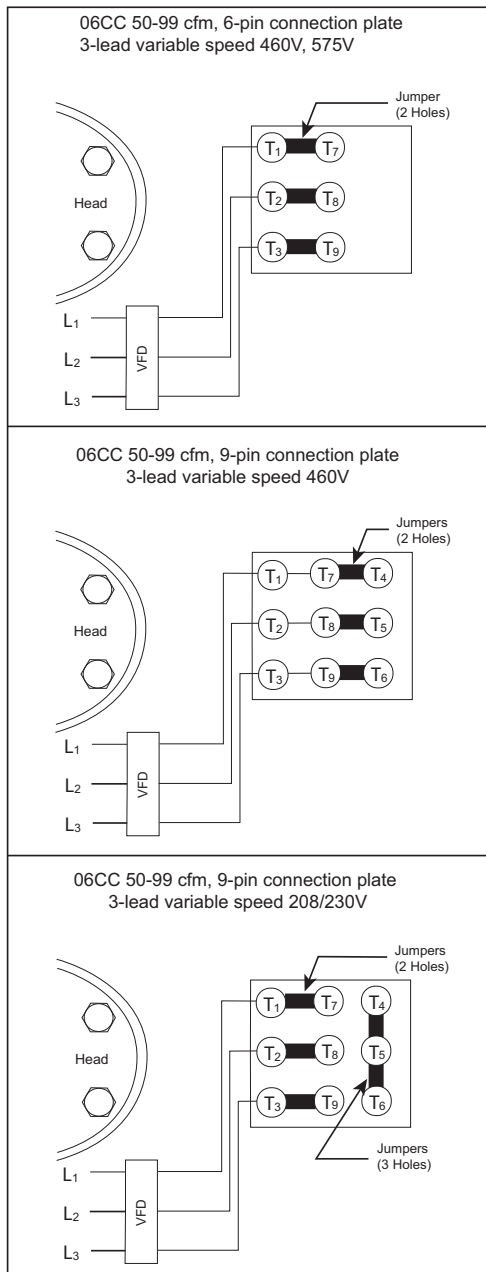 06CC 50-99 cfm, 6-pin connection plate
3-lead variable speed 460V, 575V
Jumper
(2 Holes)
T1 T7
T2 T8
T3 T9
Head
L1
L2
L3
VFD
06CC 50-99 cfm, 9-pin connection plate
3-lead variable speed 460V
Jumpers
(2 Holes)
T1 T7 T4
T2 T8 T5
T3 T9 T6
Head
L1
L2
L3
VFD
06CC 50-99 cfm, 9-pin connection plate
3-lead variable speed 208/230V
Jumpers
(2 Holes)
T1 T7 T4
T2 T8 T5
T3 T9 T6
Head
Jumpers
(3 Holes)
L1
L2
L3
VFD